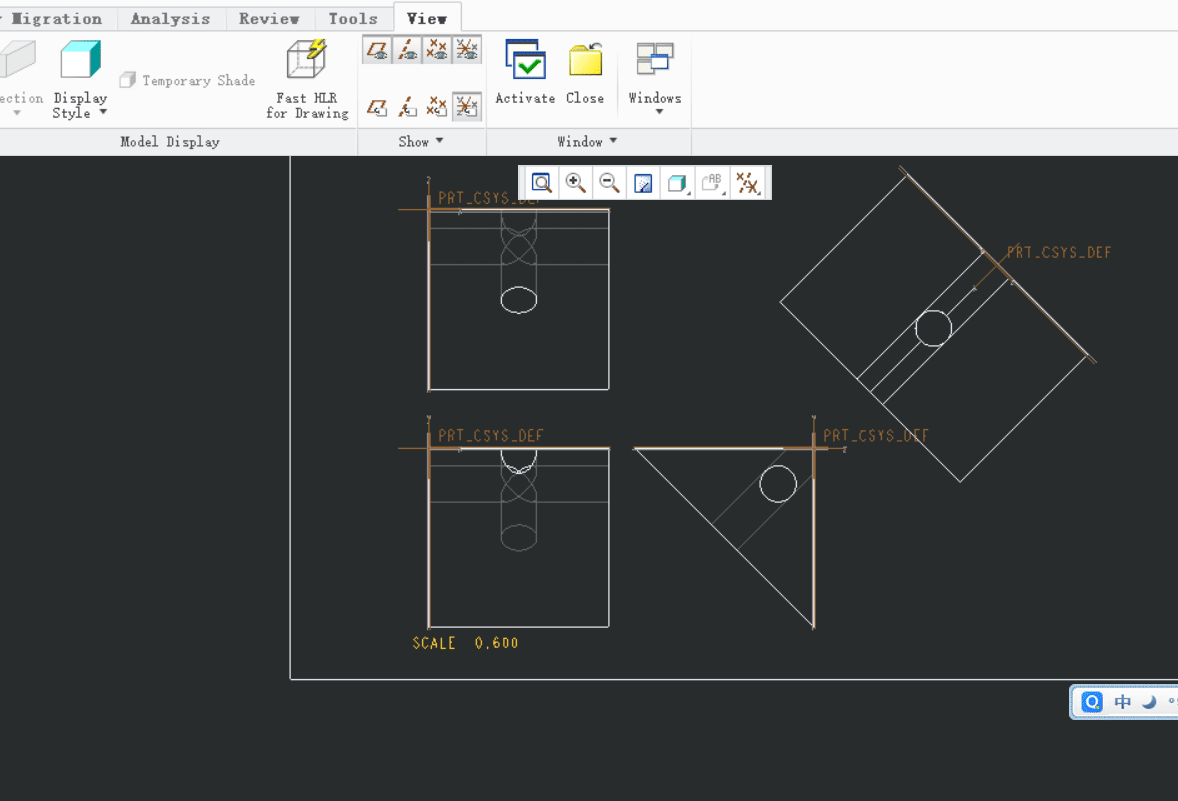 Migration Analysis Review Tools View
ection
Display
Style
Temporary Shade
Fast HLR
for Drawing
Activate Close Windows
Model Display Show Window
AB
Z
PRT_CSYS_DEF
PRT_CSYS_DEF
Y
PRT_CSYS_DEF
Y
PRT_CSYS_DEF
Z
SCALE 0.600
中